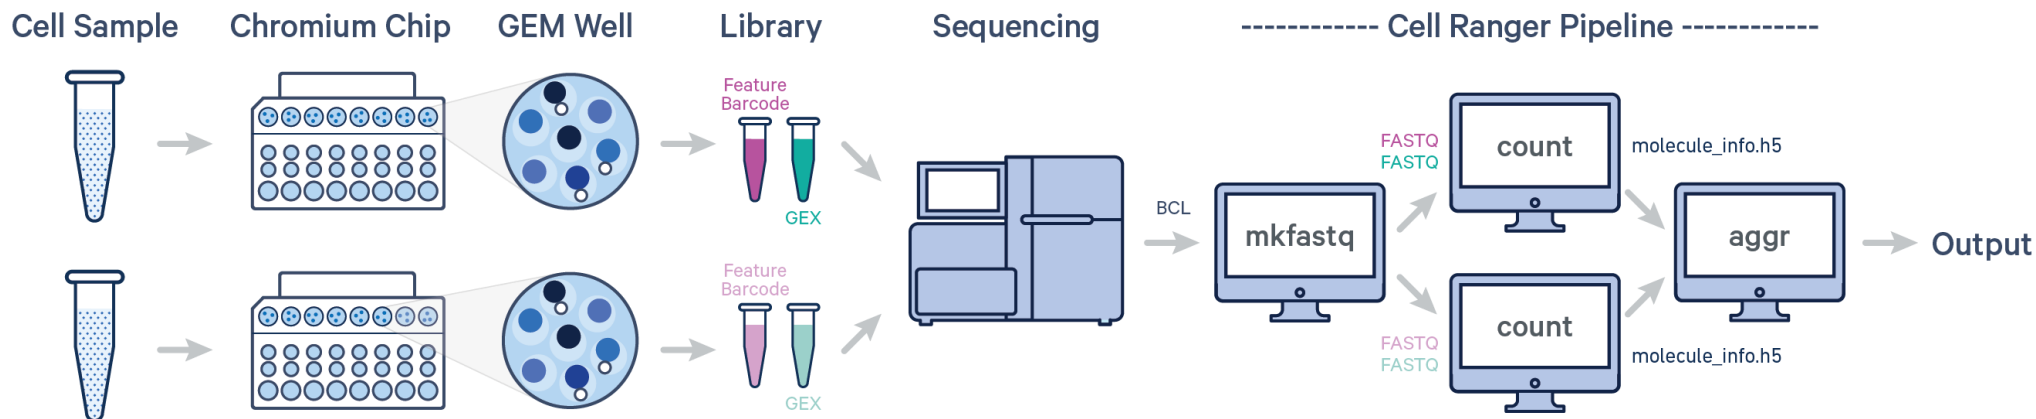 Cell Sample
Chromium Chip
GEM Well
Library
Sequencing
Cell Ranger Pipeline
Feature
Barcode
GEX
Feature
Barcode
GEX
BCL
mkfastq
FASTQ
FASTQ
count
molecule_info.h5
FASTQ
FASTQ
count
molecule_info.h5
aggr
Output